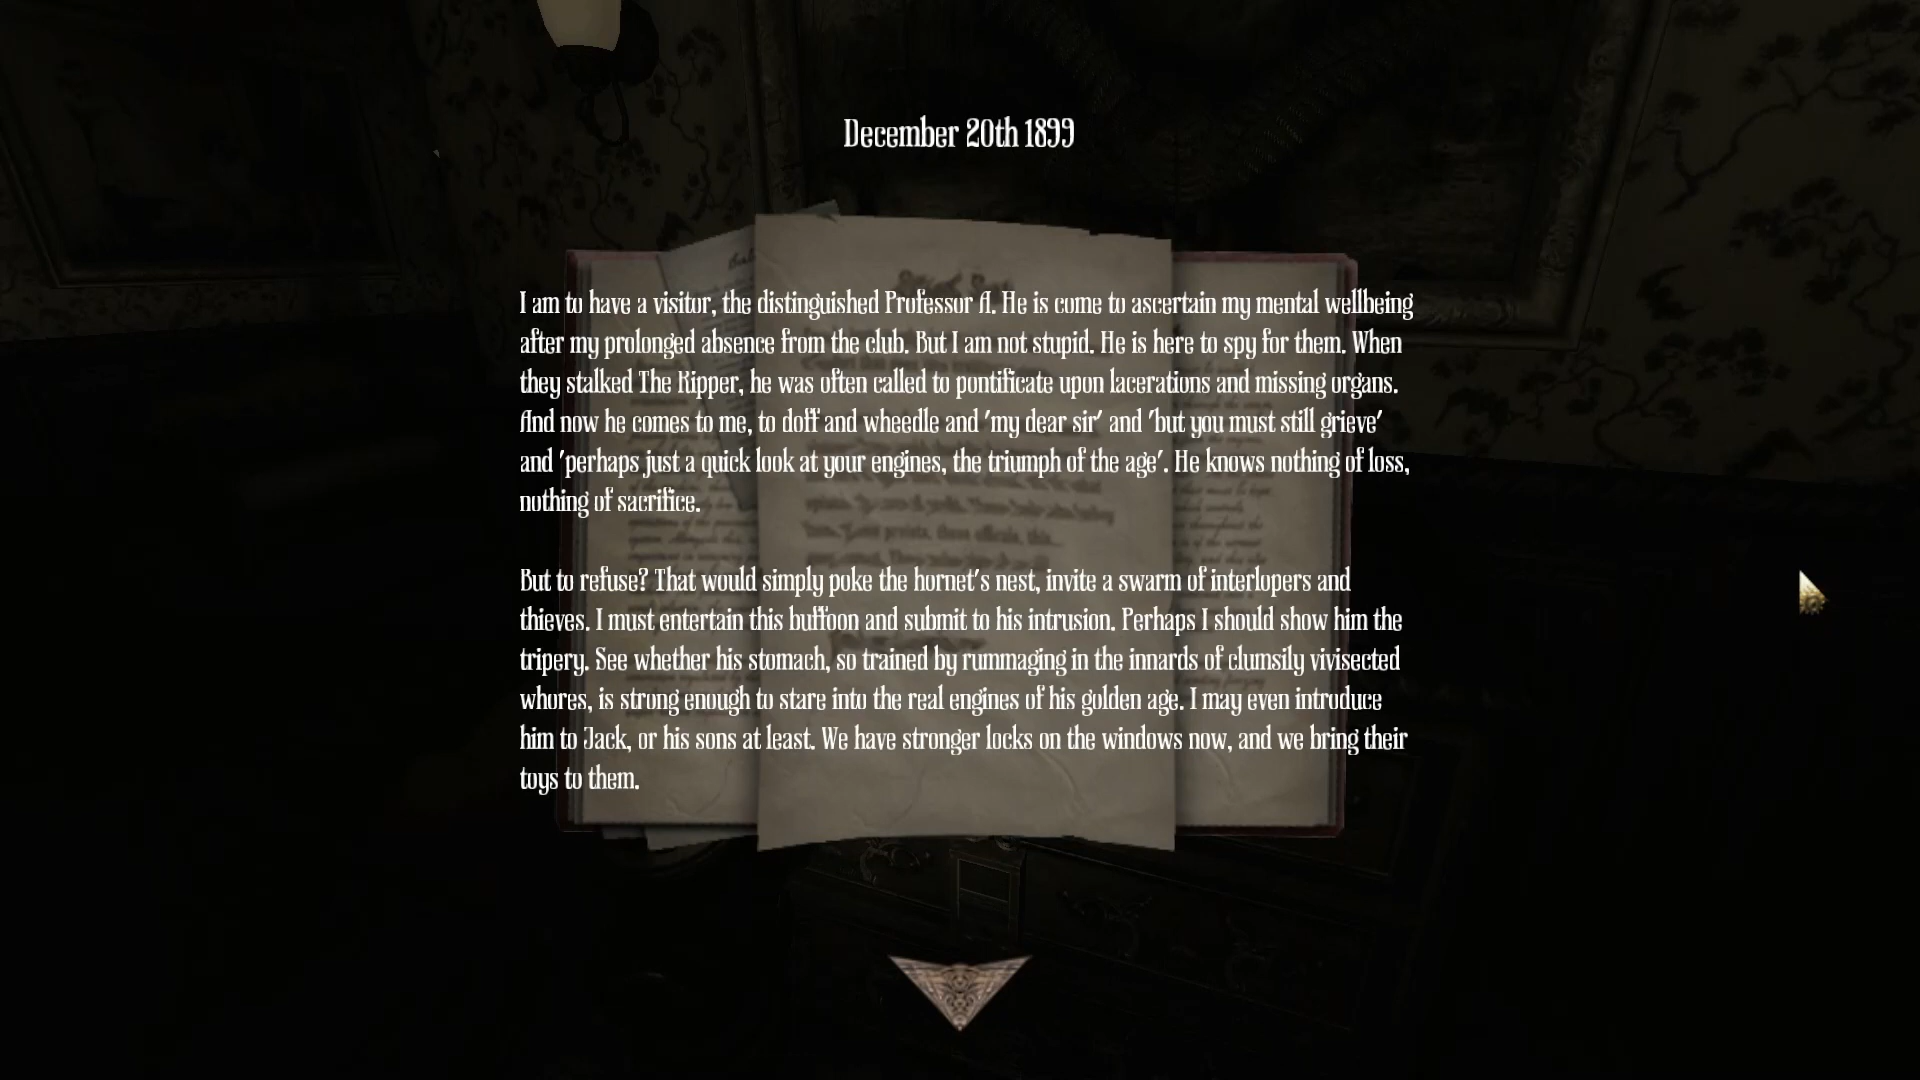 December 20th 1899
I am to have a visitor, the distinguished Professor A. He is come to ascertain my mental wellbeing
after my prolonged absence from the club. But I am not stupid. He is here to spy for them. When
they stalked The Ripper, he was often called to pontificate upon lacerations and missing organs.
And now he comes to me, to doff and wheedle and 'my dear sir' and 'but you must still grieve'
and 'perhaps just a quick look at your engines, the triumph of the age'. He knows nothing of loss,
nothing of sacrifice.
But to refuse? That would simply poke the hornet's nest, invite a swarm of interlopers and
thieves. I must entertain this buffoon and submit to his intrusion. Perhaps I should show him the
tripery. See whether his stomach, so trained by rummaging in the innards of clumsily vivisected
whores, is strong enough to stare into the real engines of his golden age. I may even introduce
him to Jack, or his sons at least. We have stronger locks on the windows now, and we bring their
toys to them.